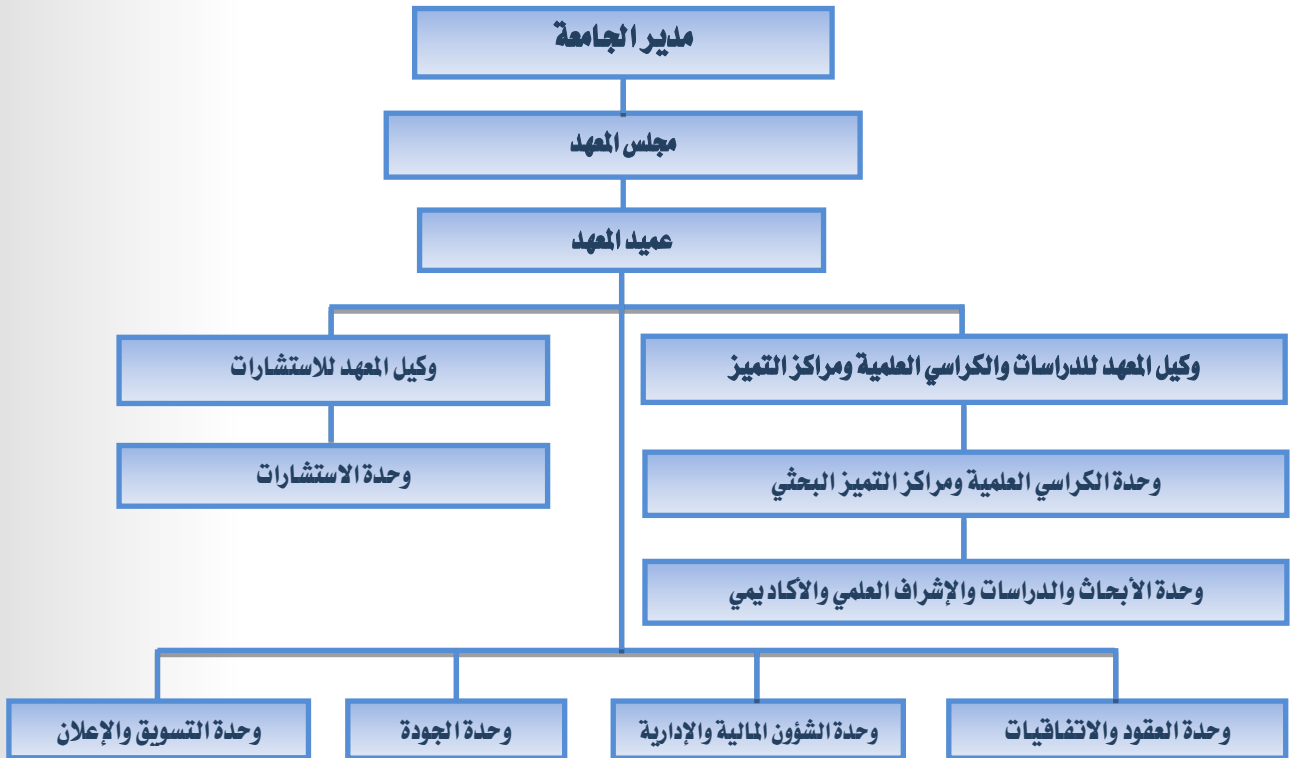 مدير الجامعة
مجلس المعهد
عميد المعهد
وكيل المعهد للدراسات والكراسي العلمية ومراكز التميز
وكيل المعهد للاستشارات
وحدة الكراسي العلمية ومراكز التميز البحثي
وحدة الاستشارات
وحدة الأبحاث والدراسات والإشراف العلمي والاكاديمي
وحدة العقود والاتفاقيات
وحدة الشؤون المالية والإدارية
وحدة الجودة
وحدة التسويق والإعلان